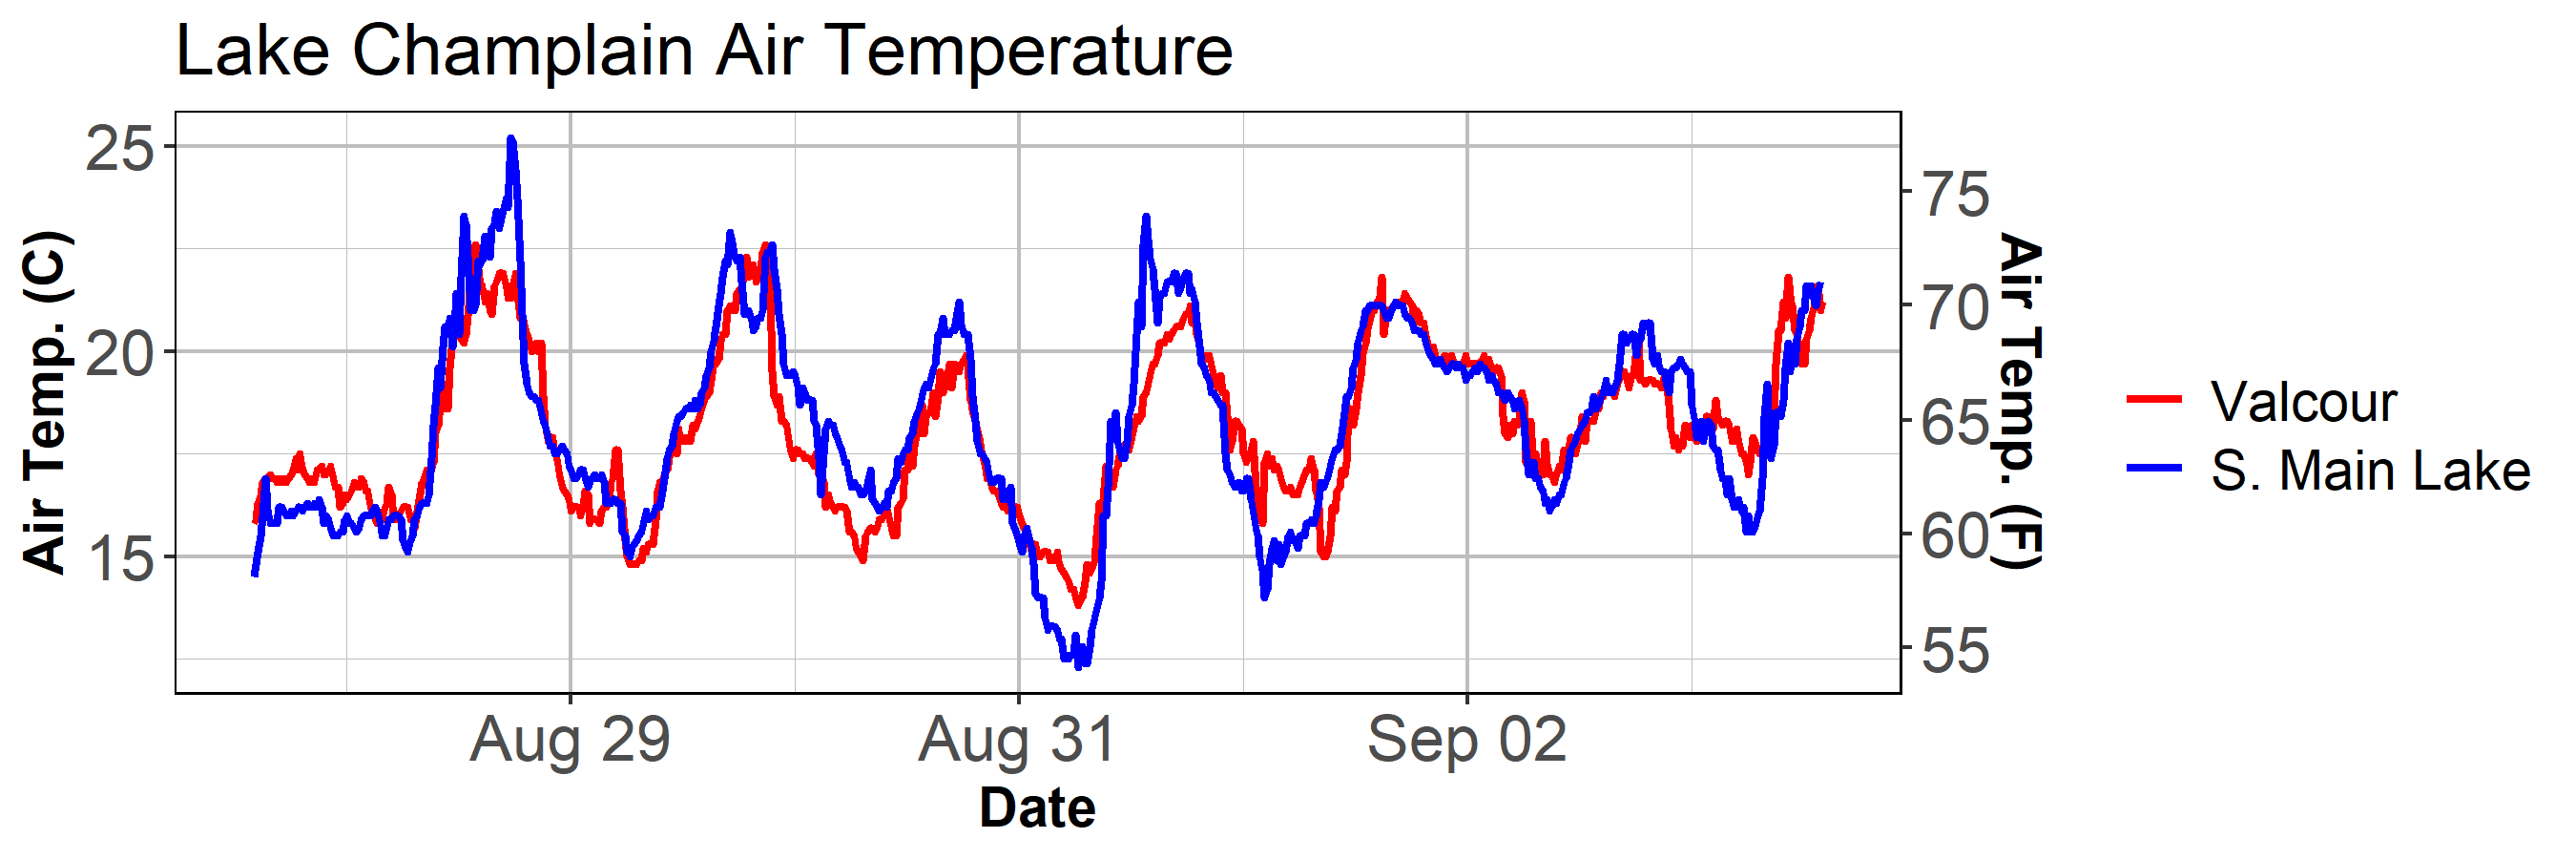 Lake Champlain Air Temperature
Air Temp. (C)
25
20
15
75
70
65
60
55
Air Temp. (F)
Aug 29
Aug 31
Sep 02
Date
Valcour
S. Main Lake